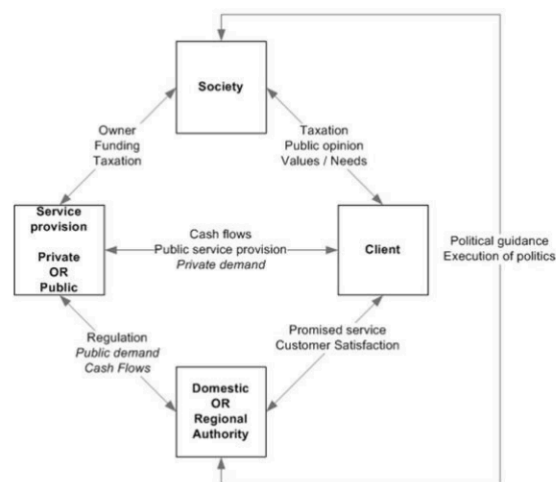 Society
Owner
Funding
Taxation
Taxation
Public opinion
Values / Needs
Service
provision
Private
OR
Public
Cash flows
Public service provision
Private demand
Client
Political guidance
Execution of politics
Regulation
Public demand
Cash Flows
Promised service
Customer Satisfaction
Domestic
OR
Regional
Authority